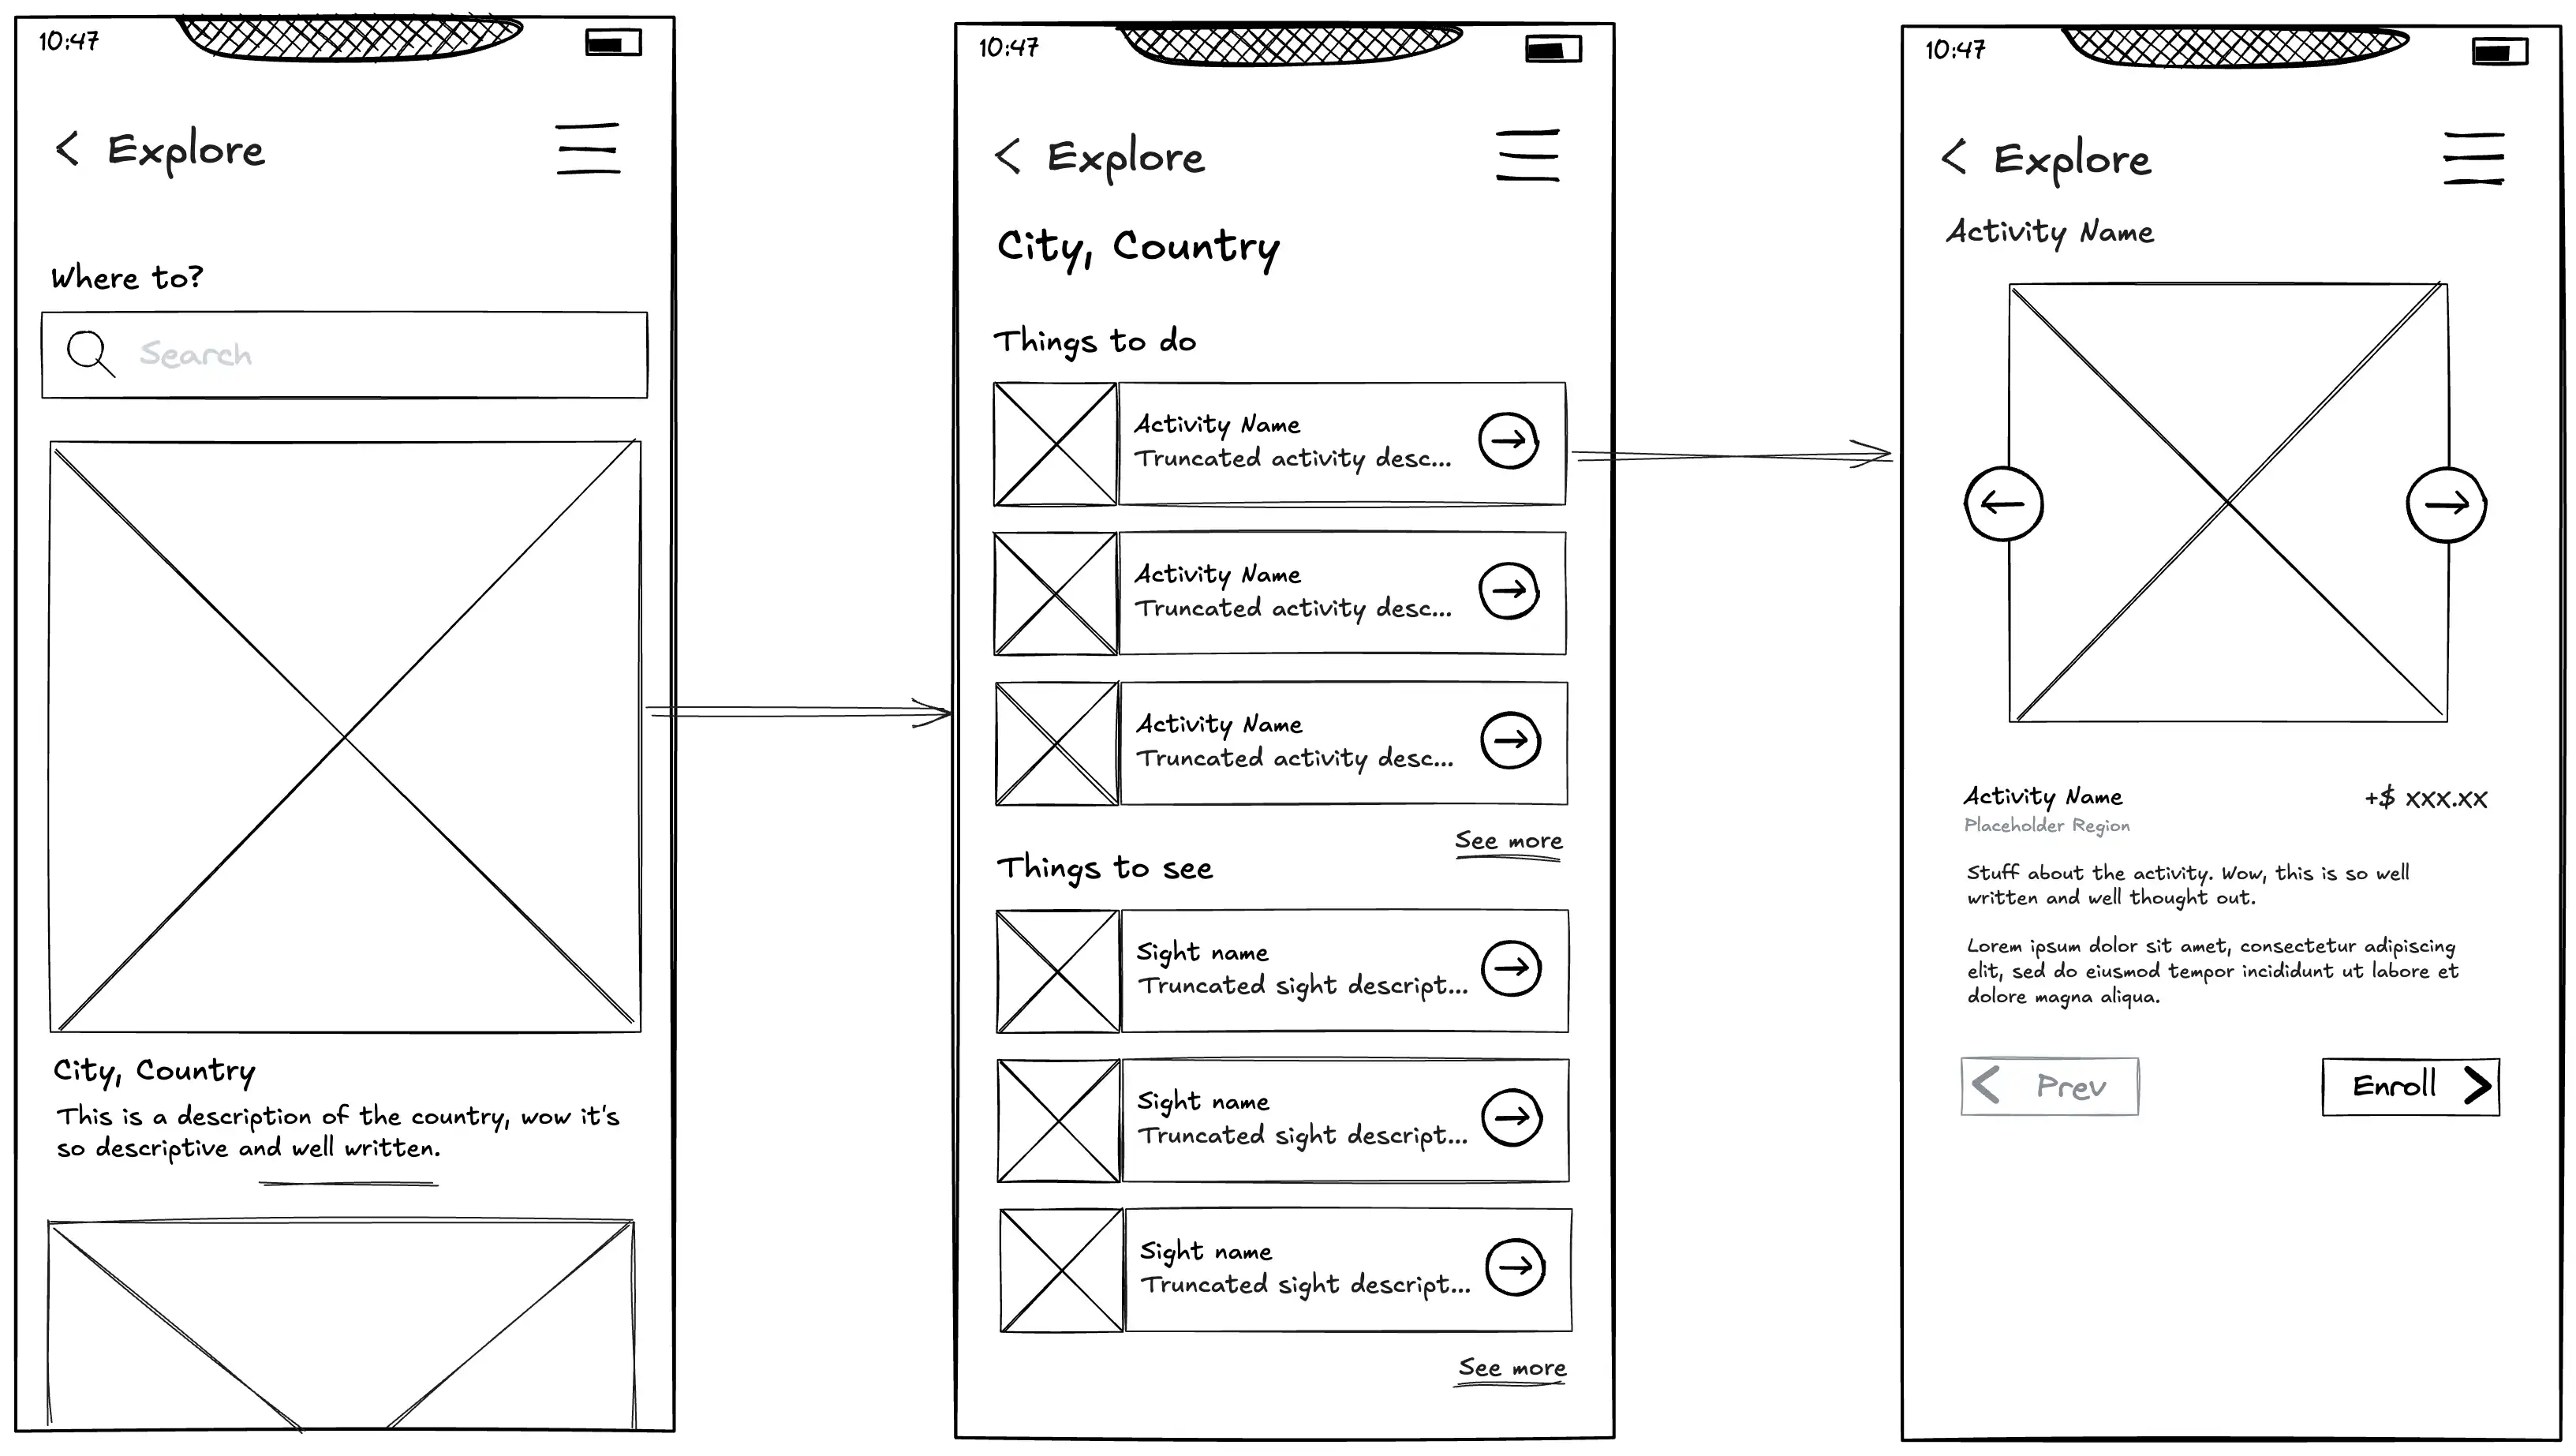 10:47
Explore
Where to?
Search
City, Country
This is a description of the country, wow it's
so descriptive and well written.
10:47
Explore
City, Country
Things to do
Activity Name
Truncated activity desc...
Activity Name
Truncated activity desc...
Activity Name
Truncated activity desc...
See more
Things to see
Sight name
Truncated sight descript...
Sight name
Truncated sight descript...
Sight name
Truncated sight descript...
See more
10:47
Explore
Activity Name
Activity Name
+$ xxx.xx
Placeholder Region
Stuff about the activity. Wow, this is so well
written and well thought out.
Lorem ipsum dolor sit amet, consectetur adipiscing
elit, sed do eiusmod tempor incididunt ut labore et
dolore magna aliqua.
Prev
Enroll